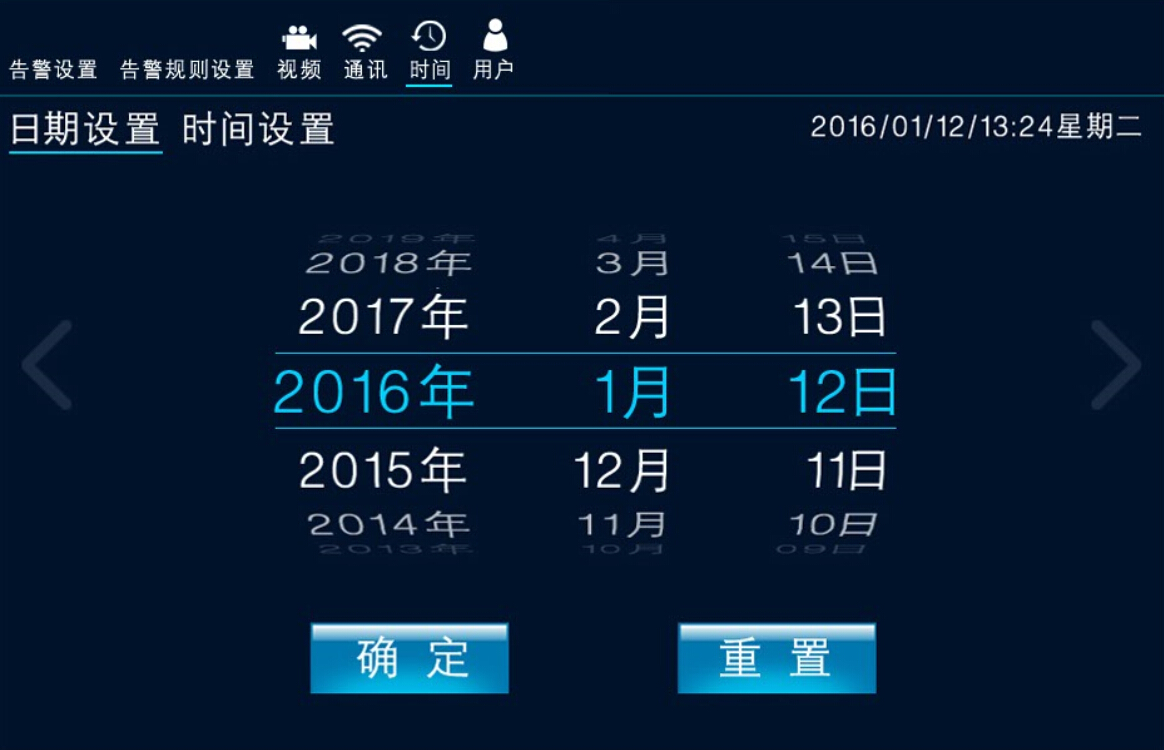 告警设置 告警规则设置 视频 通讯 时间 用户
日期设置 时间设置 2016/01/12/13:24星期二
2019年 4月 15日
2018年 3月 14日
2017年 2月 13日
2016年 1月 12日
2015年 12月 11日
2014年 11月 10日
2013年 10月 09日
确定 重置